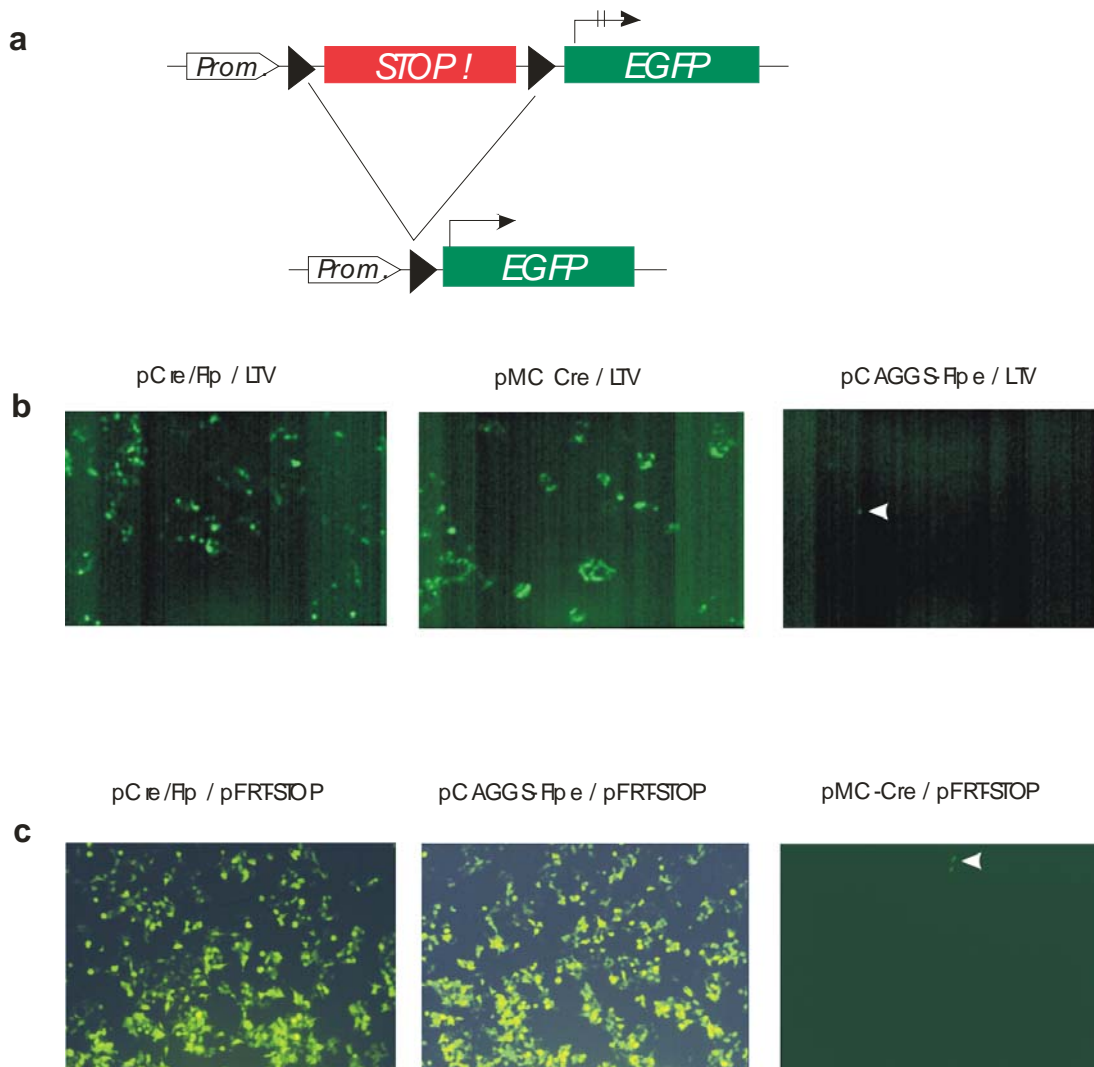 a
Prom.
STOP!
EGFP
Prom.
EGFP
b
pCre/Flp / LTV
pMC Cre / LTV
pCAGGS-Flpe / LTV
c
pCre/Flp / pFRT-STOP
pCAGGS-Flpe / pFRT-STOP
pMC-Cre / pFRT-STOP